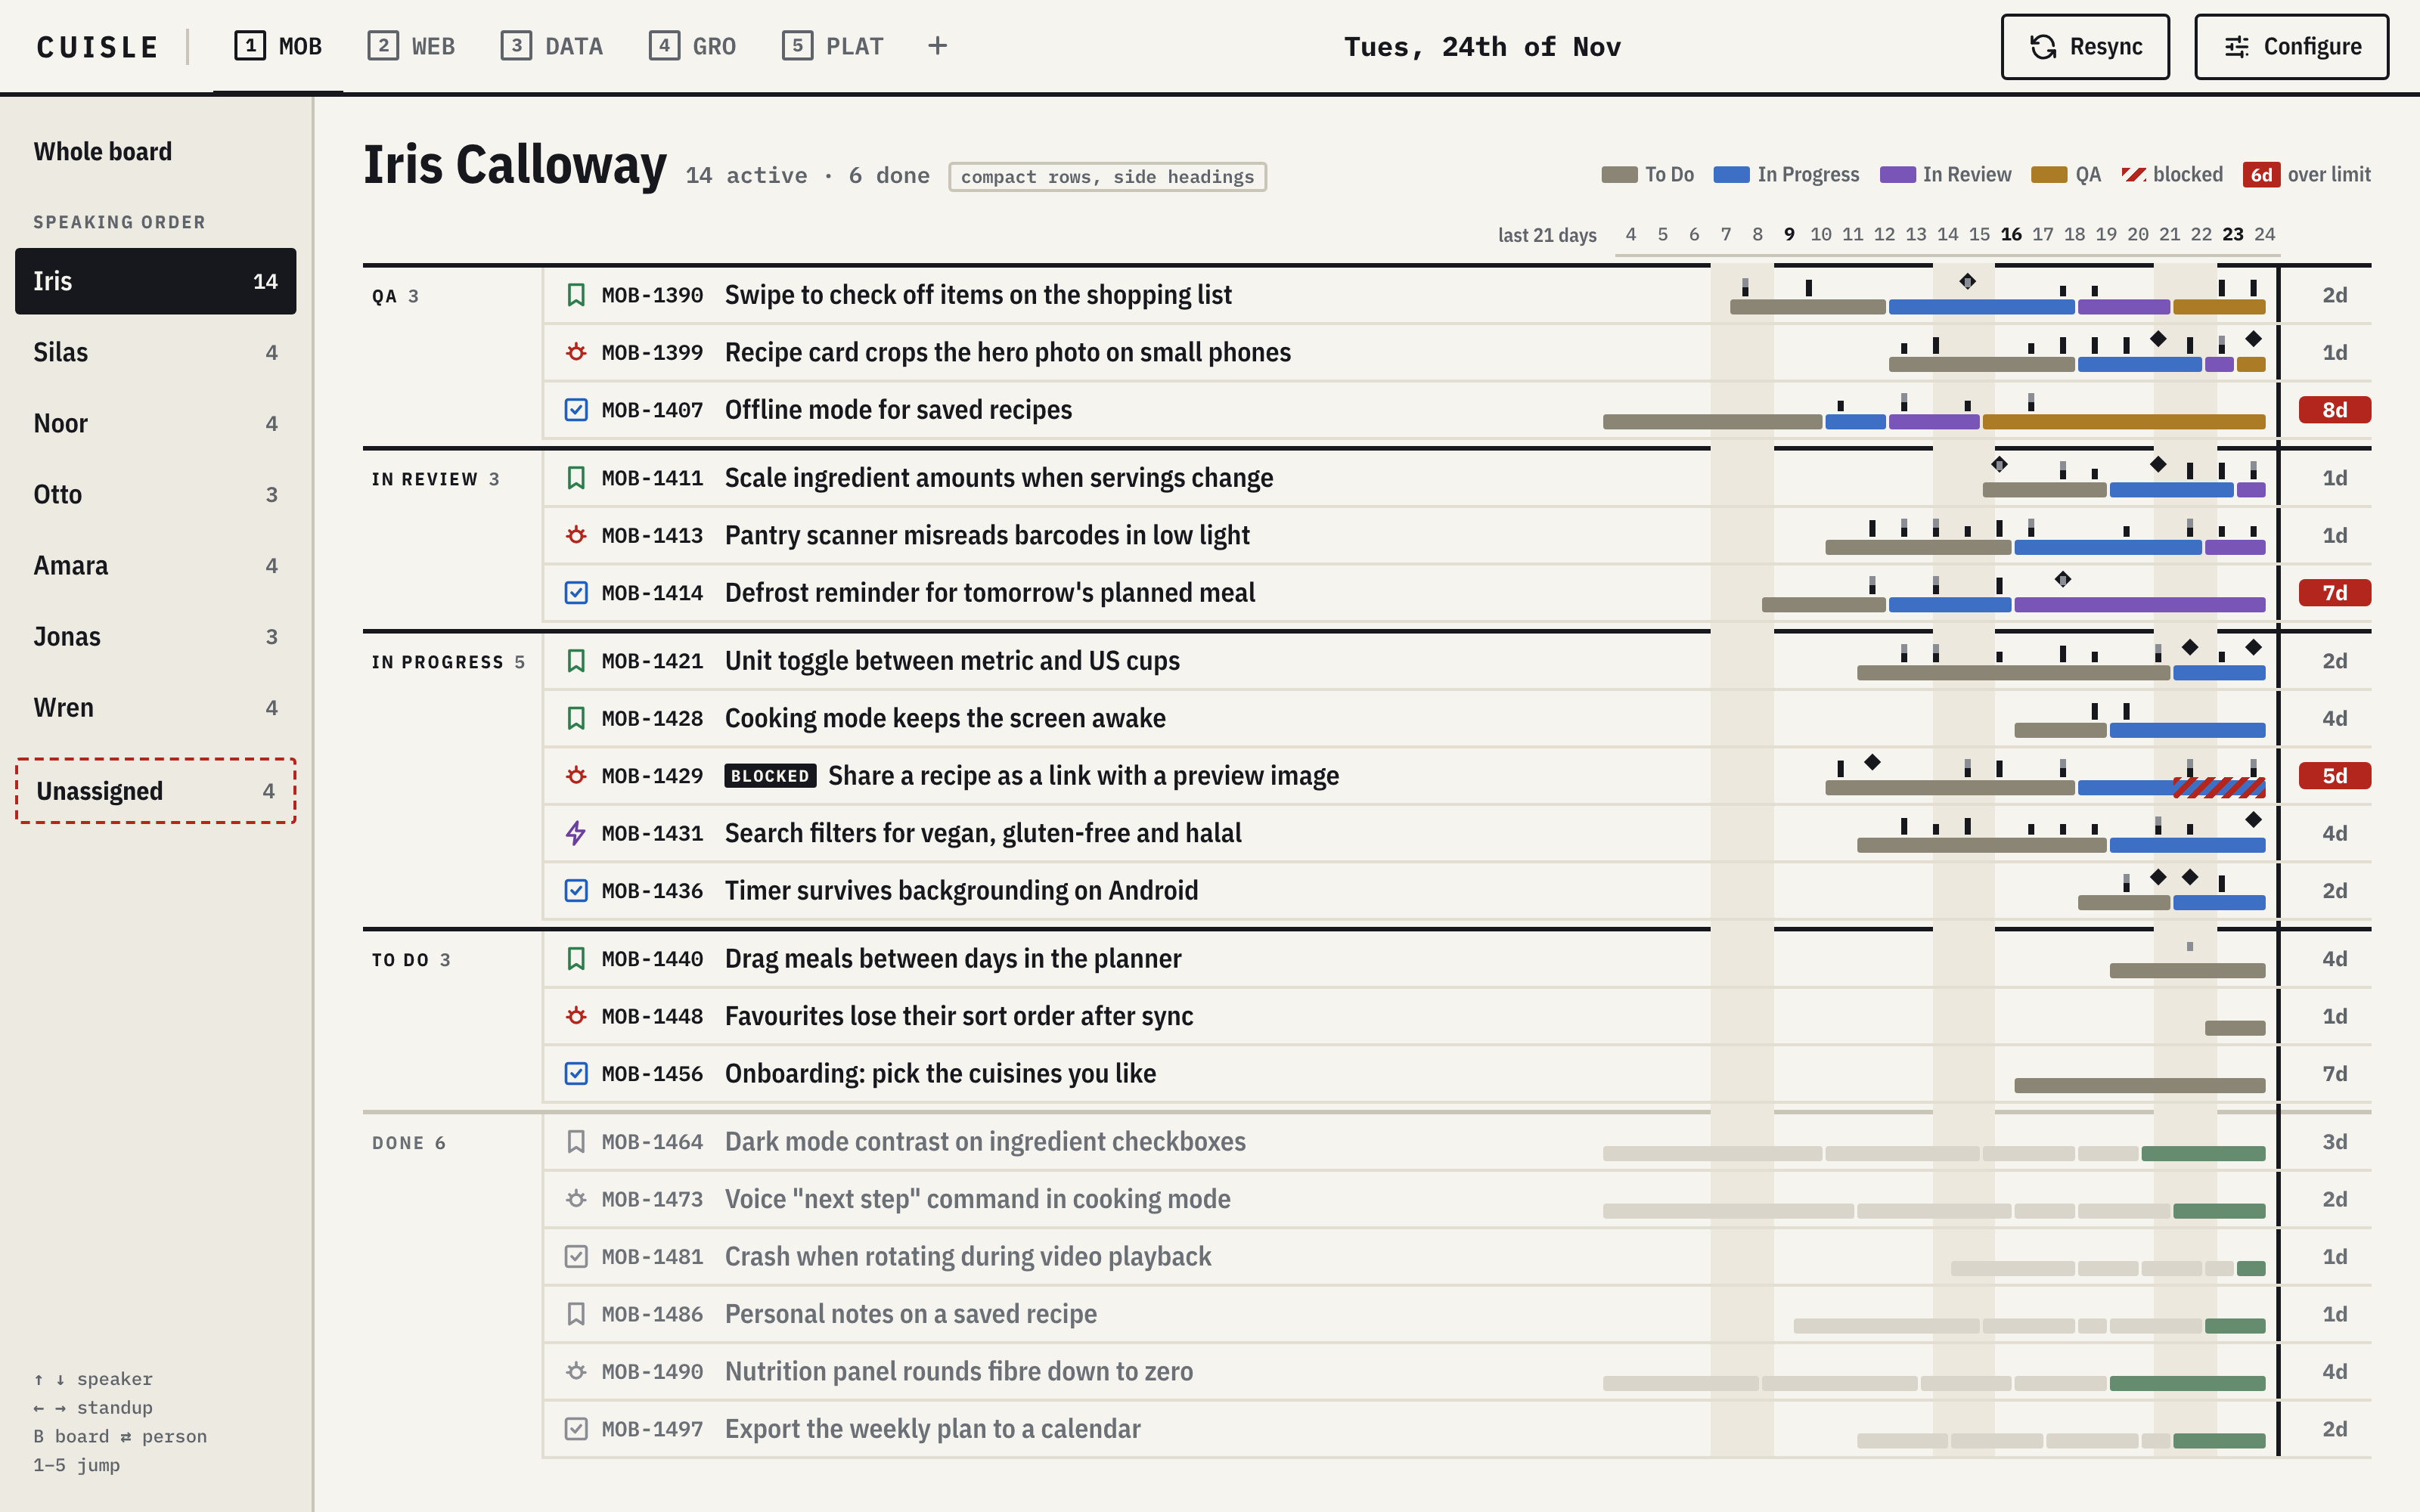 CUISLE
1 MOB
2 WEB
3 DATA
4 GRO
5 PLAT
+
Tues, 24th of Nov
Resync
Configure
Whole board
SPEAKING ORDER
Iris 14
Silas 4
Noor 4
Otto 3
Amara 4
Jonas 3
Wren 4
Unassigned 4
↑ ↓ speaker
← → standup
B board ⇄ person
1–5 jump
Iris Calloway 14 active · 6 done compact rows, side headings
To Do In Progress In Review QA blocked 6d over limit
last 21 days 4 5 6 7 8 9 10 11 12 13 14 15 16 17 18 19 20 21 22 23 24
QA 3
MOB-1390 Swipe to check off items on the shopping list 2d
MOB-1399 Recipe card crops the hero photo on small phones 1d
MOB-1407 Offline mode for saved recipes 8d
IN REVIEW 3
MOB-1411 Scale ingredient amounts when servings change 1d
MOB-1413 Pantry scanner misreads barcodes in low light 1d
MOB-1414 Defrost reminder for tomorrow's planned meal 7d
IN PROGRESS 5
MOB-1421 Unit toggle between metric and US cups 2d
MOB-1428 Cooking mode keeps the screen awake 4d
MOB-1429 BLOCKED Share a recipe as a link with a preview image 5d
MOB-1431 Search filters for vegan, gluten-free and halal 4d
MOB-1436 Timer survives backgrounding on Android 2d
TO DO 3
MOB-1440 Drag meals between days in the planner 4d
MOB-1448 Favourites lose their sort order after sync 1d
MOB-1456 Onboarding: pick the cuisines you like 7d
DONE 6
MOB-1464 Dark mode contrast on ingredient checkboxes 3d
MOB-1473 Voice "next step" command in cooking mode 2d
MOB-1481 Crash when rotating during video playback 1d
MOB-1486 Personal notes on a saved recipe 1d
MOB-1490 Nutrition panel rounds fibre down to zero 4d
MOB-1497 Export the weekly plan to a calendar 2d